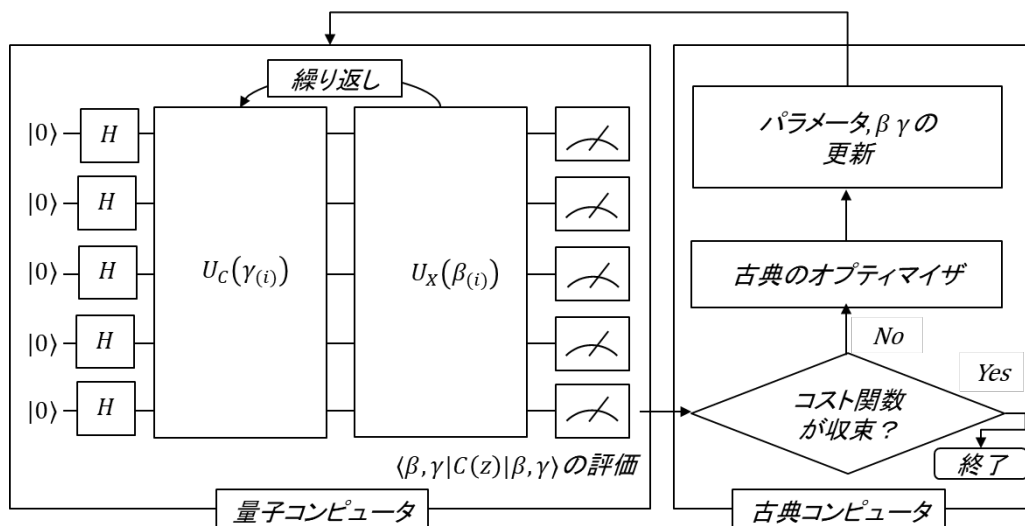 繰り返し
|0⟩ H
|0⟩ H
|0⟩ H
|0⟩ H
|0⟩ H
U_C(γ_(i))
U_X(β_(i))
⟨β, γ|C(z)|β, γ⟩の評価
量子コンピュータ
パラメータ, β γ の
更新
古典のオプティマイザ
No
Yes
コスト関数
が収束？
終了
古典コンピュータ